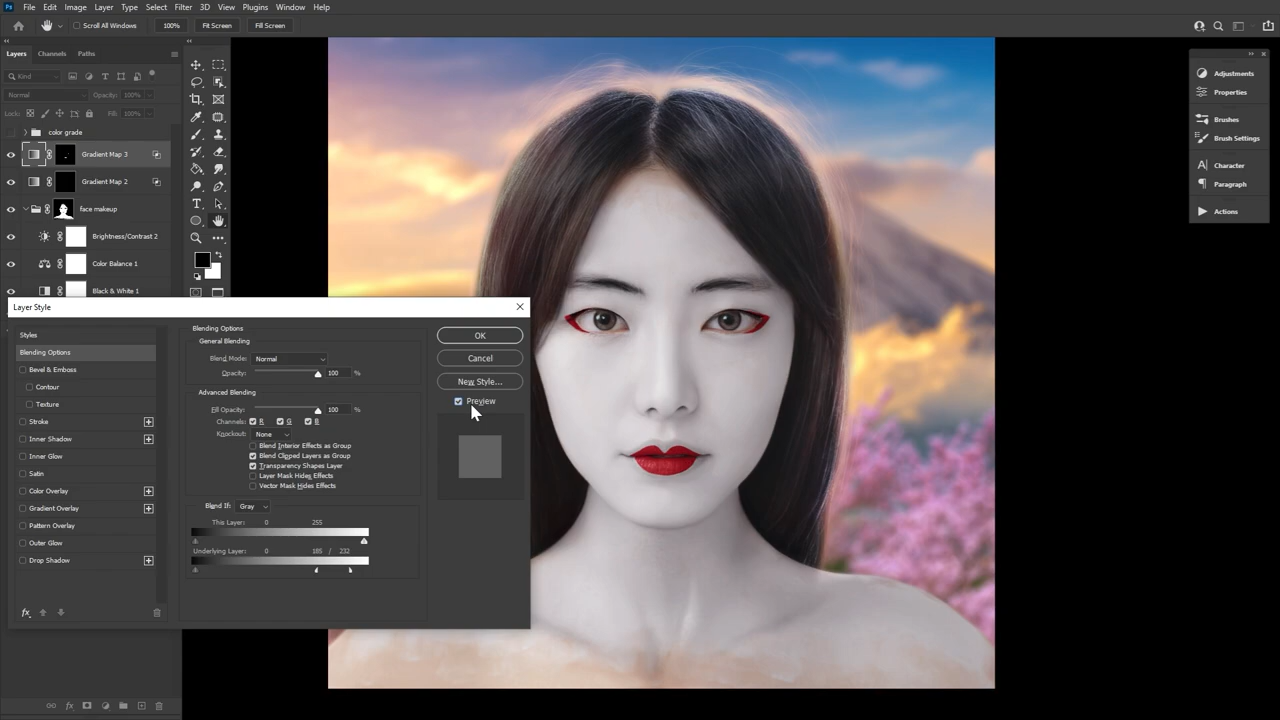 Ps File Edit Image Layer Type Select Filter 3D View Plugins Window Help
Scroll All Windows 100% Fit Screen Fill Screen
Layers Channels Paths
Kind
Normal Opacity: 100%
Lock: Fill: 100%
color grade
Gradient Map 3
Gradient Map 2
face makeup
Brightness/Contrast 2
Color Balance 1
Black & White 1
Adjustments
Properties
Brushes
Brush Settings
Character
Paragraph
Actions
Layer Style
Styles
Blending Options
Bevel & Emboss
Contour
Texture
Stroke
Inner Shadow
Inner Glow
Satin
Color Overlay
Gradient Overlay
Pattern Overlay
Outer Glow
Drop Shadow
fx
Blending Options
General Blending
Blend Mode: Normal
Opacity: 100 %
Advanced Blending
Fill Opacity: 100 %
Channels: R G B
Knockout: None
Blend Interior Effects as Group
Blend Clipped Layers as Group
Transparency Shapes Layer
Layer Mask Hides Effects
Vector Mask Hides Effects
Blend If: Gray
This Layer: 0 255
Underlying Layer: 0 185 / 232
OK
Cancel
New Style...
Preview
fx